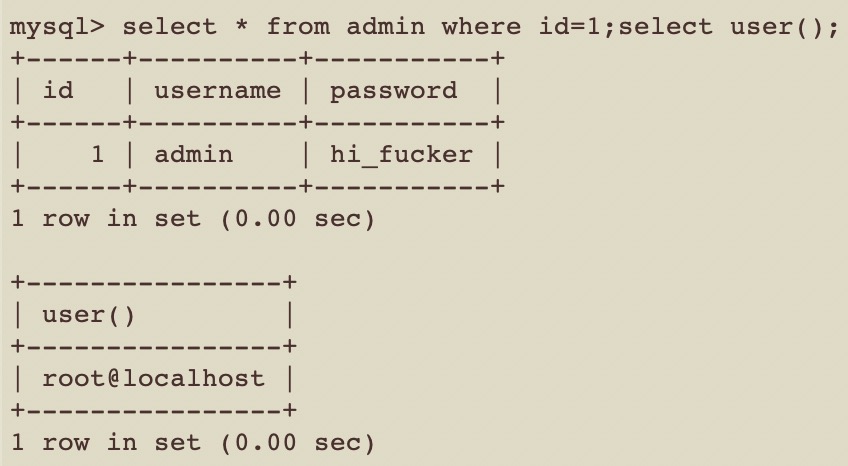 mysql> select * from admin where id=1;select user();
+------+----------+-----------+
| id   | username | password  |
+------+----------+-----------+
|    1 | admin    | hi_fucker |
+------+----------+-----------+
1 row in set (0.00 sec)

+----------------+
| user()         |
+----------------+
| root@localhost |
+----------------+
1 row in set (0.00 sec)